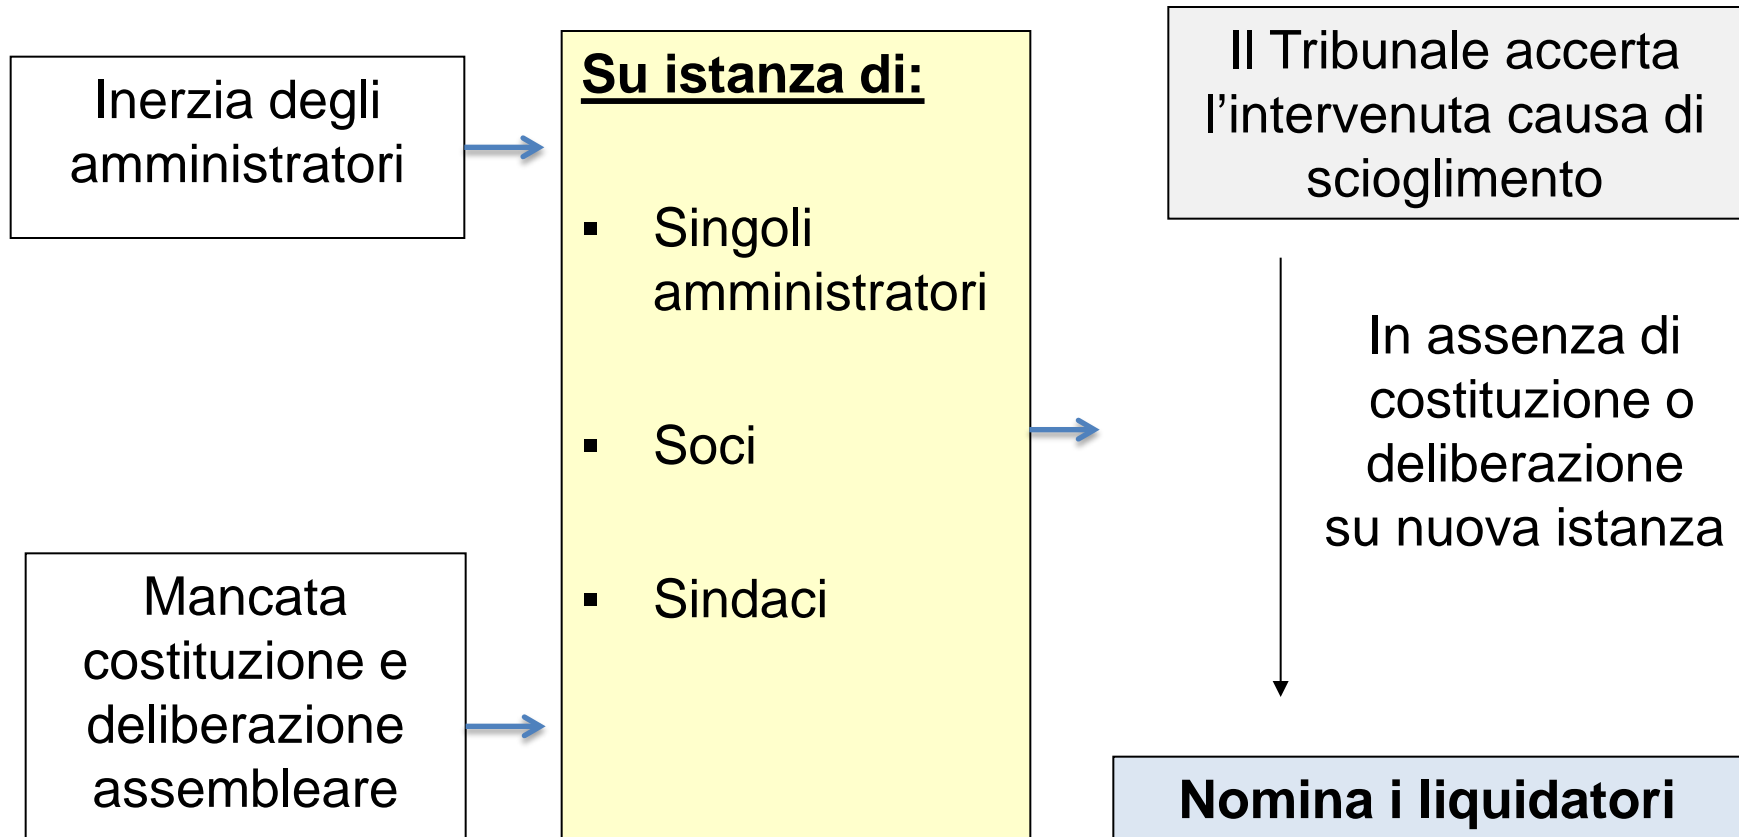 Inerzia degli
amministratori
Mancata
costituzione e
deliberazione
assembleare
Su istanza di:
▪ Singoli
amministratori
▪ Soci
▪ Sindaci
Il Tribunale accerta
l’intervenuta causa di
scioglimento
In assenza di
costituzione o
deliberazione
su nuova istanza
Nomina i liquidatori